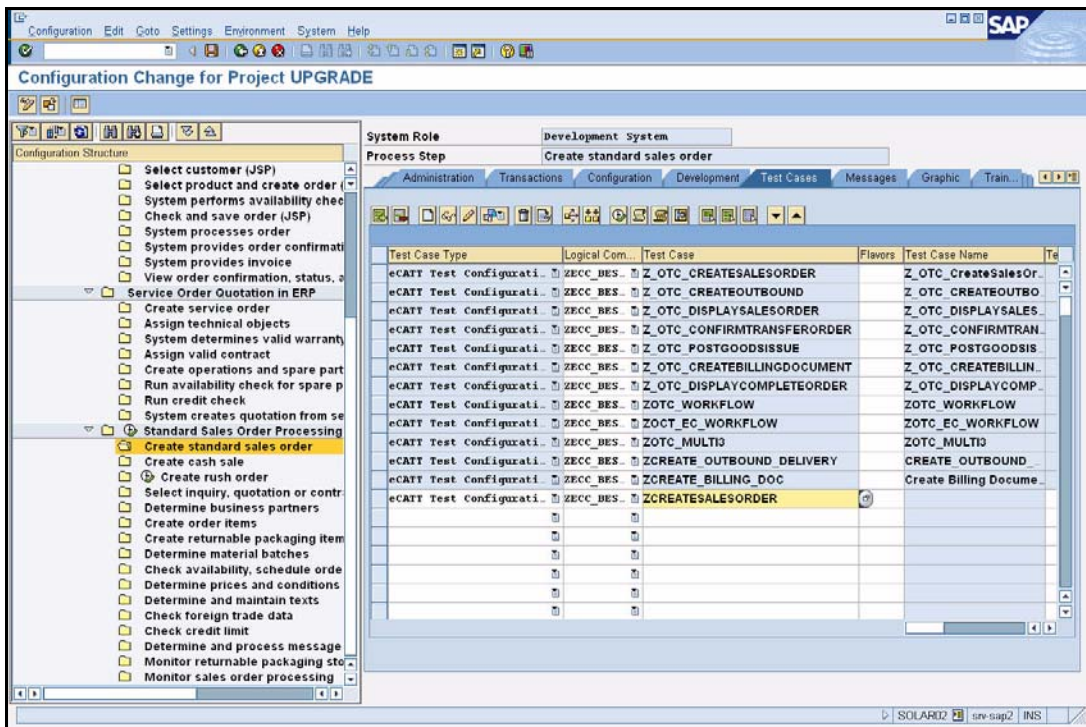 Configuration Edit Goto Settings Environment System Help
SAP
Configuration Change for Project UPGRADE
System Role Development System
Process Step Create standard sales order
Configuration Structure
Select customer (JSP)
Select product and create order (
System performs availability chec
Check and save order (JSP)
System processes order
System provides order confirmati
System provides invoice
View order confirmation, status, a
Service Order Quotation in ERP
Create service order
Assign technical objects
System determines valid warranty
Assign valid contract
Create operations and spare part
Run availability check for spare p
Run credit check
System creates quotation from se
Standard Sales Order Processing
Create standard sales order
Create cash sale
Create rush order
Select inquiry, quotation or contr
Determine business partners
Create order items
Create returnable packaging item
Determine material batches
Check availability, schedule orde
Determine prices and conditions
Determine and maintain texts
Check foreign trade data
Check credit limit
Determine and process message
Monitor returnable packaging sto
Monitor sales order processing
Administration Transactions Configuration Development Test Cases Messages Graphic Train...
Test Case Type Logical Com... Test Case Flavors Test Case Name Te
eCATT Test Configurati.. ZECC_BES.. Z_OTC_CREATESALESORDER Z_OTC_CreateSalesOr..
eCATT Test Configurati.. ZECC_BES.. Z_OTC_CREATEOUTBOUND Z_OTC_CREATEOUTBO
eCATT Test Configurati.. ZECC_BES.. Z_OTC_DISPLAYSALESORDER Z_OTC_DISPLAYSALES..
eCATT Test Configurati.. ZECC_BES.. Z_OTC_CONFIRMTRANSFERORDER Z_OTC_CONFIRMTRAN..
eCATT Test Configurati.. ZECC_BES.. Z_OTC_POSTGOODSISSUE Z_OTC_POSTGOODSIS..
eCATT Test Configurati.. ZECC_BES.. Z_OTC_CREATEBILLINGDOCUMENT Z_OTC_CREATEBILLIN..
eCATT Test Configurati.. ZECC_BES.. Z_OTC_DISPLAYCOMPLETEORDER Z_OTC_DISPLAYCOMP..
eCATT Test Configurati.. ZECC_BES.. ZOTC_WORKFLOW ZOTC_WORKFLOW
eCATT Test Configurati.. ZECC_BES.. ZOCT_EC_WORKFLOW ZOTC_EC_WORKFLOW
eCATT Test Configurati.. ZECC_BES.. ZOTC_MULTI3 ZOTC_MULTI3
eCATT Test Configurati.. ZECC_BES.. ZCREATE_OUTBOUND_DELIVERY CREATE_OUTBOUND_..
eCATT Test Configurati.. ZECC_BES.. ZCREATE_BILLING_DOC Create Billing Docume..
eCATT Test Configurati.. ZECC_BES.. ZCREATESALESORDER
SOLAR02 srv-sap2 INS